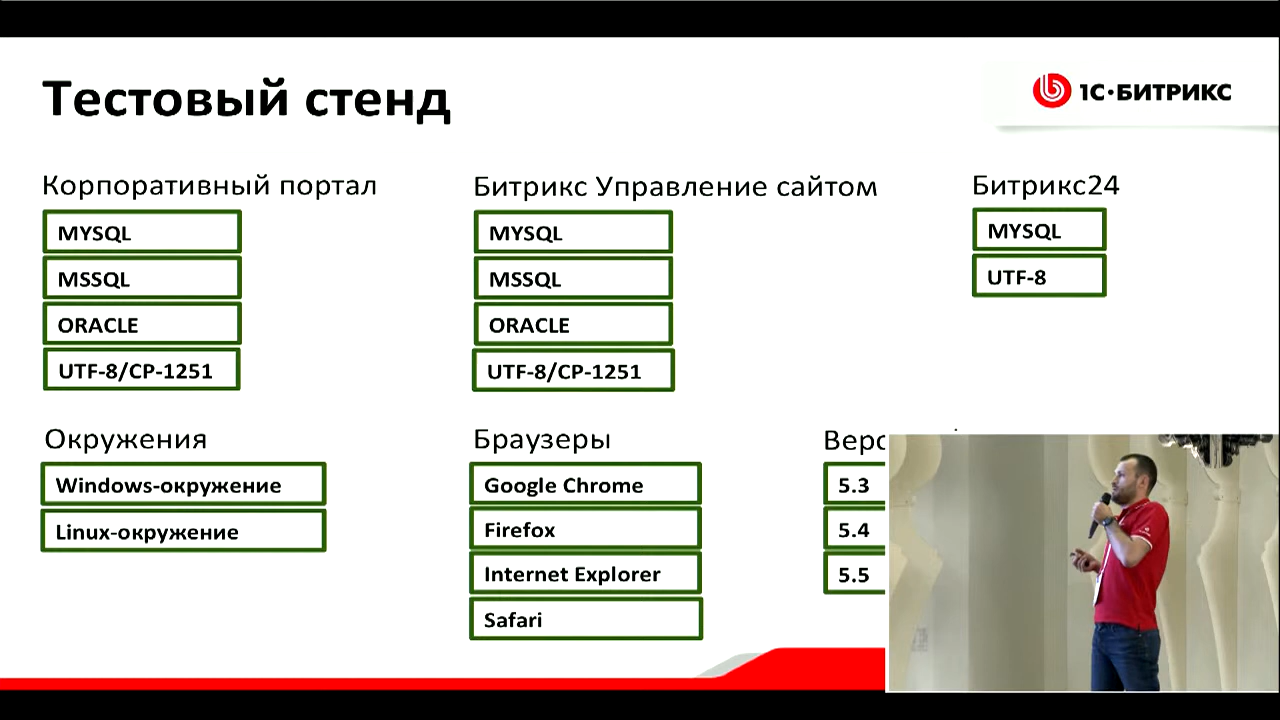 Тестовый стенд
1С·БИТРИКС
Корпоративный портал
MYSQL
MSSQL
ORACLE
UTF-8/CP-1251
Битрикс Управление сайтом
MYSQL
MSSQL
ORACLE
UTF-8/CP-1251
Битрикс24
MYSQL
UTF-8
Окружения
Windows-окружение
Linux-окружение
Браузеры
Google Chrome
Firefox
Internet Explorer
Safari
5.3
5.4
5.5